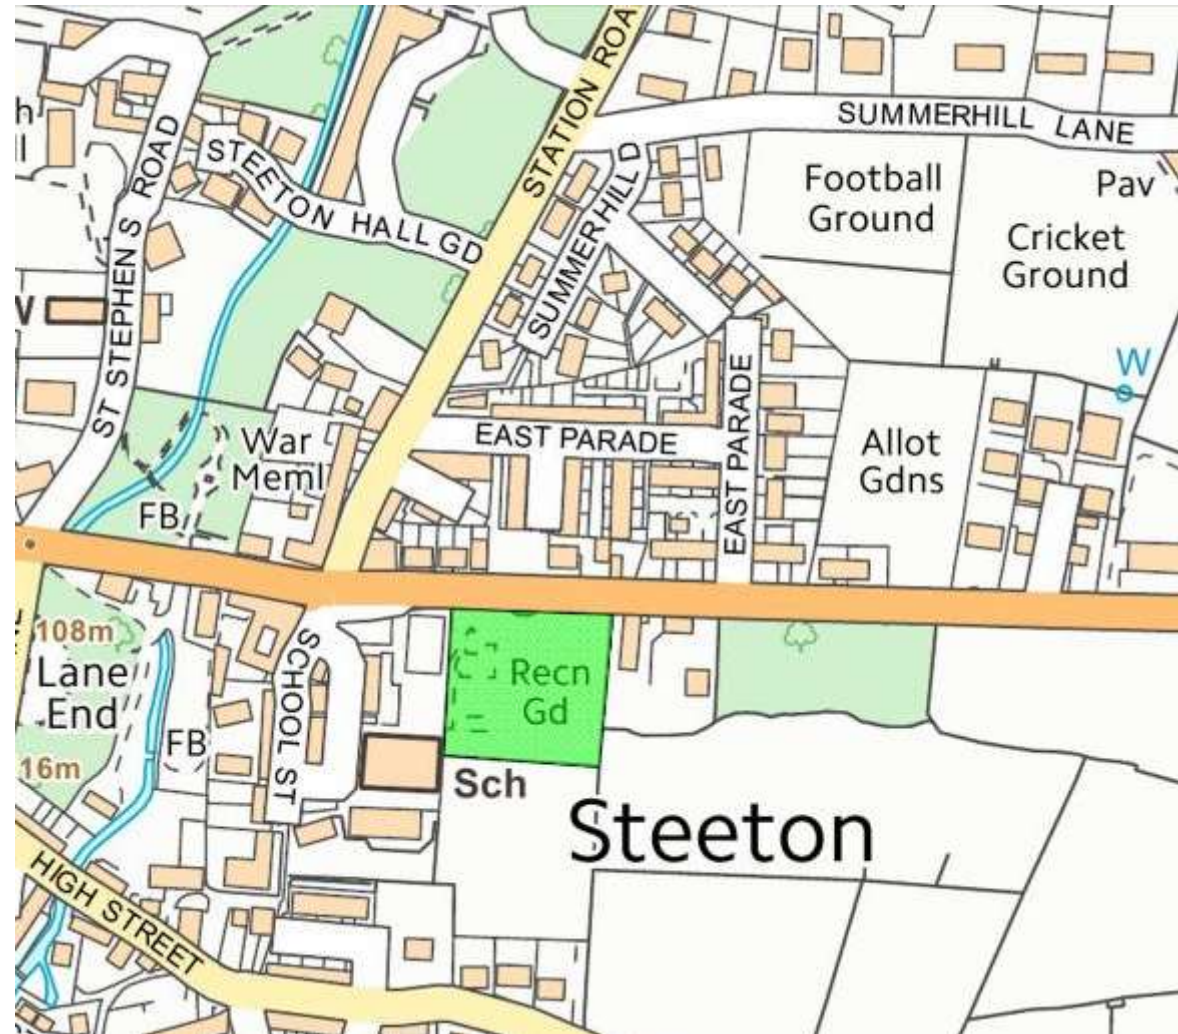 STATION ROA
SUMMERHILL LANE
ST STEPHEN S ROAD
STEETON HALL GD
SUMMERHILL D
Football
Ground
Pav
Cricket
Ground
W
EAST PARADE
EAST PARADE
War
Meml
FB
Allot
Gdns
108m
Lane
End
16m
FB
SCHOOL ST
Recn
Gd
Sch
Steeton
HIGH STREET